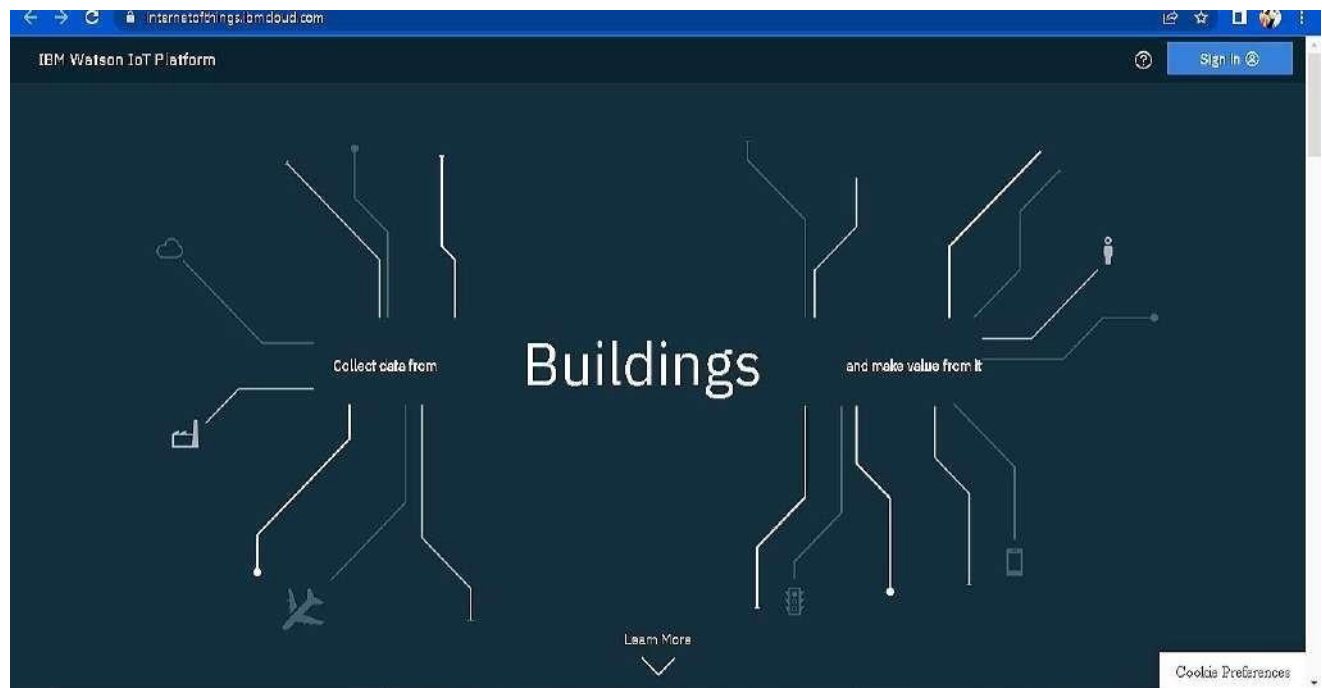 internetofthings.ibmcloud.com
IBM Watson IoT Platform
Sign In
Collect data from
Buildings
and make value from it
Learn More
Cookie Preferences